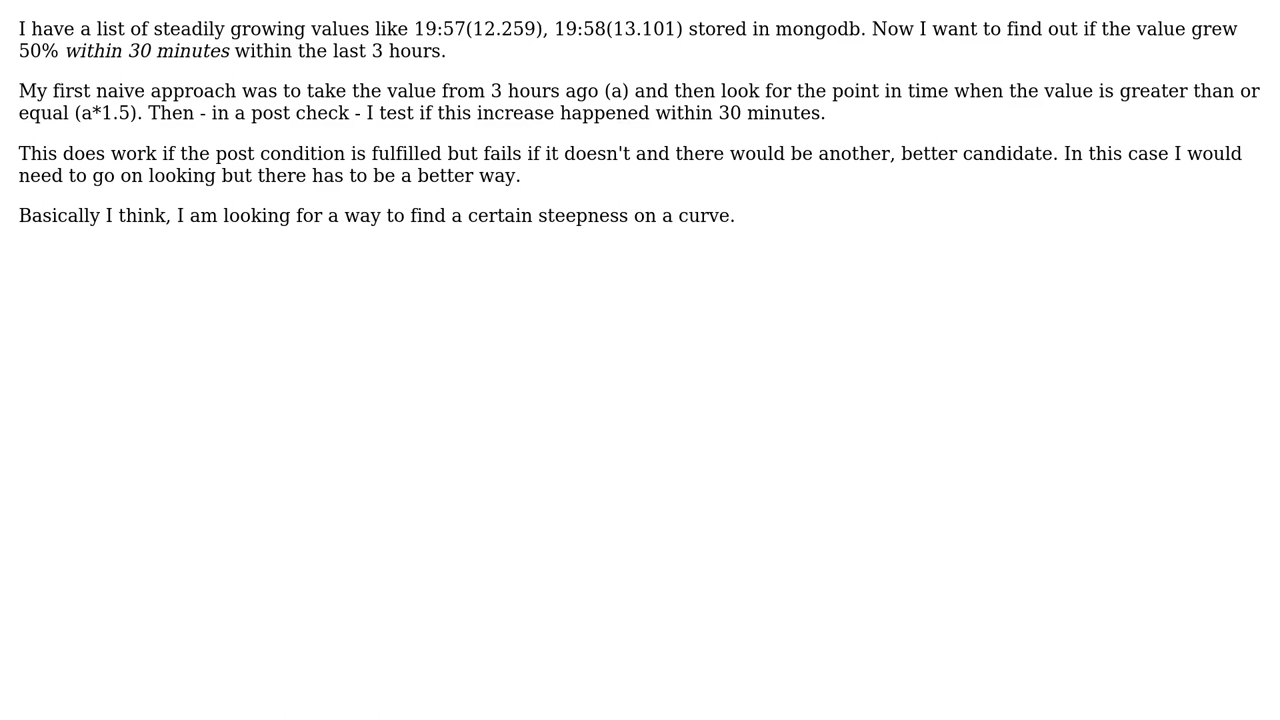 I have a list of steadily growing values like 19:57(12.259), 19:58(13.101) stored in mongodb. Now I want to find out if the value grew
50% within 30 minutes within the last 3 hours.
My first naive approach was to take the value from 3 hours ago (a) and then look for the point in time when the value is greater than or
equal (a*1.5). Then - in a post check - I test if this increase happened within 30 minutes.
This does work if the post condition is fulfilled but fails if it doesn't and there would be another, better candidate. In this case I would
need to go on looking but there has to be a better way.
Basically I think, I am looking for a way to find a certain steepness on a curve.